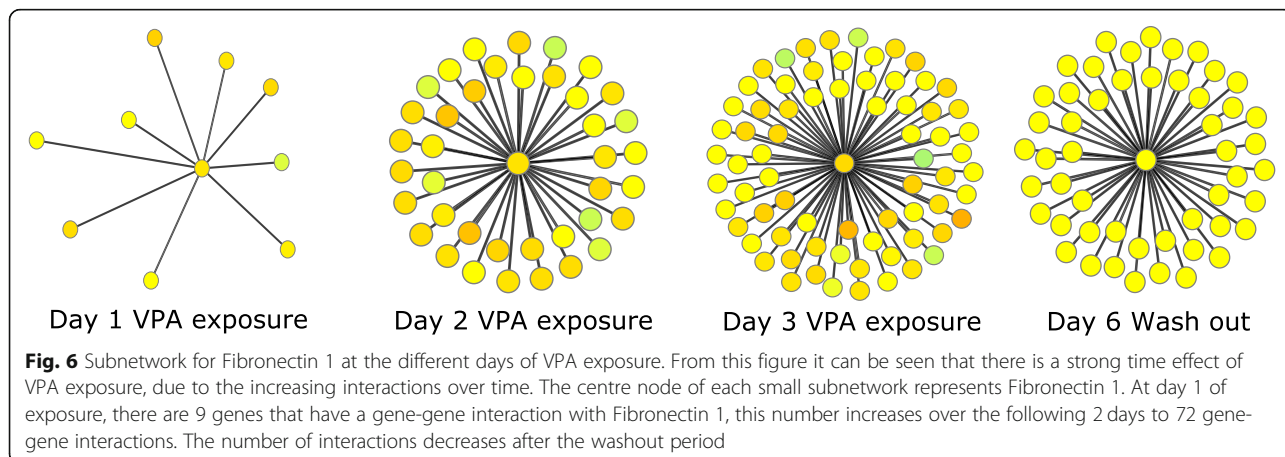 Day 1 VPA exposure Day 2 VPA exposure Day 3 VPA exposure Day 6 Wash out
Fig. 6 Subnetwork for Fibronectin 1 at the different days of VPA exposure. From this figure it can be seen that there is a strong time effect of
VPA exposure, due to the increasing interactions over time. The centre node of each small subnetwork represents Fibronectin 1. At day 1 of
exposure, there are 9 genes that have a gene-gene interaction with Fibronectin 1, this number increases over the following 2 days to 72 gene-
gene interactions. The number of interactions decreases after the washout period